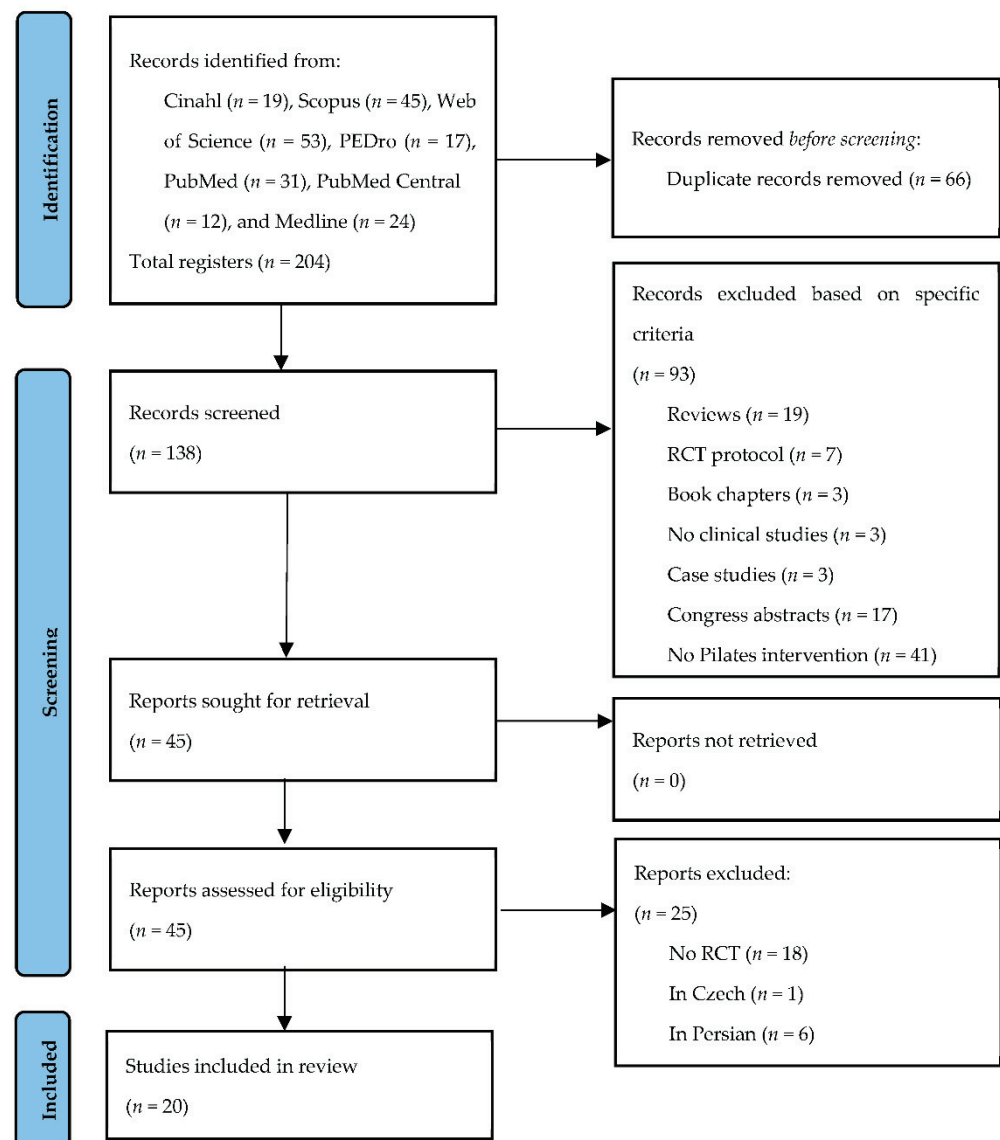 Identification
Records identified from:
Cinahl (n = 19), Scopus (n = 45), Web
of Science (n = 53), PEDro (n = 17),
PubMed (n = 31), PubMed Central
(n = 12), and Medline (n = 24)
Total registers (n = 204)
Records removed before screening:
Duplicate records removed (n = 66)
Screening
Records screened
(n = 138)
Records excluded based on specific
criteria
(n = 93)
Reviews (n = 19)
RCT protocol (n = 7)
Book chapters (n = 3)
No clinical studies (n = 3)
Case studies (n = 3)
Congress abstracts (n = 17)
No Pilates intervention (n = 41)
Reports sought for retrieval
(n = 45)
Reports not retrieved
(n = 0)
Reports assessed for eligibility
(n = 45)
Reports excluded:
(n = 25)
No RCT (n = 18)
In Czech (n = 1)
In Persian (n = 6)
Included
Studies included in review
(n = 20)